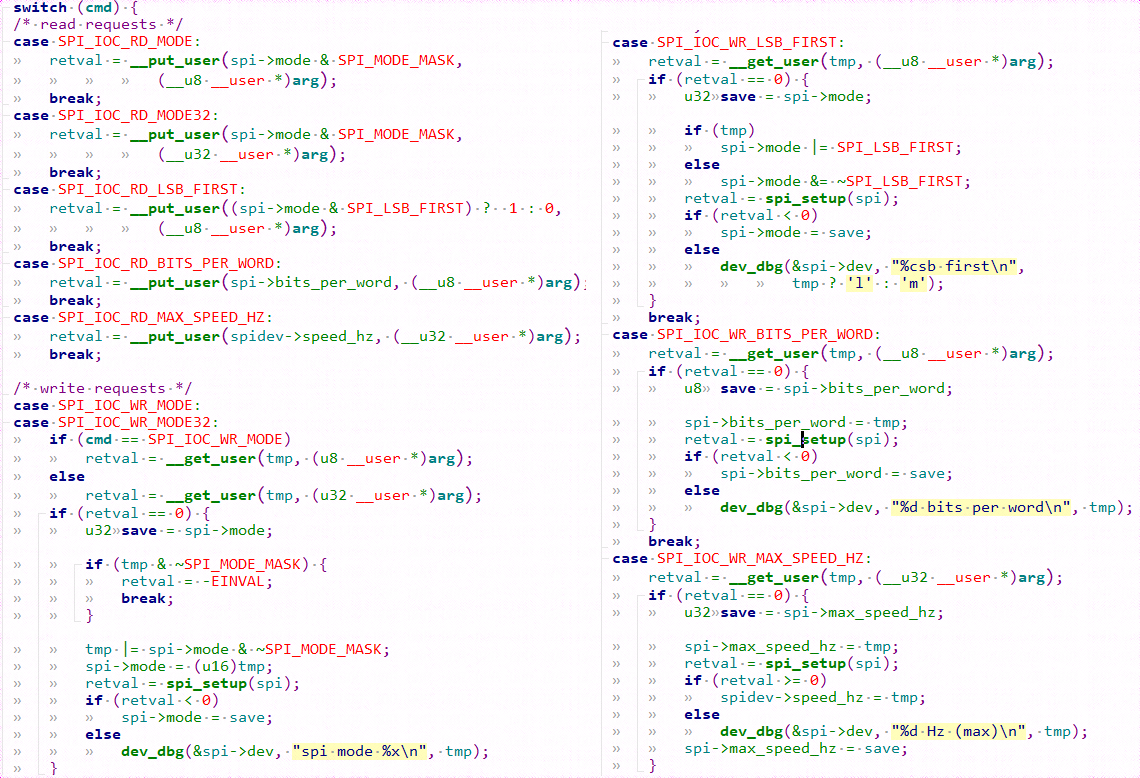 switch (cmd) {
/* read requests */
case SPI_IOC_RD_MODE:
retval = __put_user(spi->mode & SPI_MODE_MASK,
(__u8 __user *)arg);
break;
case SPI_IOC_RD_MODE32:
retval = __put_user(spi->mode & SPI_MODE_MASK,
(__u32 __user *)arg);
break;
case SPI_IOC_RD_LSB_FIRST:
retval = __put_user((spi->mode & SPI_LSB_FIRST) ?  1 : 0,
(__u8 __user *)arg);
break;
case SPI_IOC_RD_BITS_PER_WORD:
retval = __put_user(spi->bits_per_word, (__u8 __user *)arg);
break;
case SPI_IOC_RD_MAX_SPEED_HZ:
retval = __put_user(spidev->speed_hz, (__u32 __user *)arg);
break;
/* write requests */
case SPI_IOC_WR_MODE:
case SPI_IOC_WR_MODE32:
if (cmd == SPI_IOC_WR_MODE)
retval = __get_user(tmp, (u8 __user *)arg);
else
retval = __get_user(tmp, (u32 __user *)arg);
if (retval == 0) {
u32 save = spi->mode;
if (tmp & ~SPI_MODE_MASK) {
retval = -EINVAL;
break;
}
tmp |= spi->mode & ~SPI_MODE_MASK;
spi->mode = (u16)tmp;
retval = spi_setup(spi);
if (retval < 0)
spi->mode = save;
else
dev_dbg(&spi->dev, "spi mode %x\n", tmp);
}
case SPI_IOC_WR_LSB_FIRST:
retval = __get_user(tmp, (__u8 __user *)arg);
if (retval == 0) {
u32 save = spi->mode;
if (tmp)
spi->mode |= SPI_LSB_FIRST;
else
spi->mode &= ~SPI_LSB_FIRST;
retval = spi_setup(spi);
if (retval < 0)
spi->mode = save;
else
dev_dbg(&spi->dev, "%csb first\n",
tmp ? 'l' : 'm');
}
break;
case SPI_IOC_WR_BITS_PER_WORD:
retval = __get_user(tmp, (__u8 __user *)arg);
if (retval == 0) {
u8 save = spi->bits_per_word;
spi->bits_per_word = tmp;
retval = spi_setup(spi);
if (retval < 0)
spi->bits_per_word = save;
else
dev_dbg(&spi->dev, "%d bits per word\n", tmp);
}
break;
case SPI_IOC_WR_MAX_SPEED_HZ:
retval = __get_user(tmp, (__u32 __user *)arg);
if (retval == 0) {
u32 save = spi->max_speed_hz;
spi->max_speed_hz = tmp;
retval = spi_setup(spi);
if (retval >= 0)
spidev->speed_hz = tmp;
else
dev_dbg(&spi->dev, "%d Hz (max)\n", tmp);
spi->max_speed_hz = save;
}